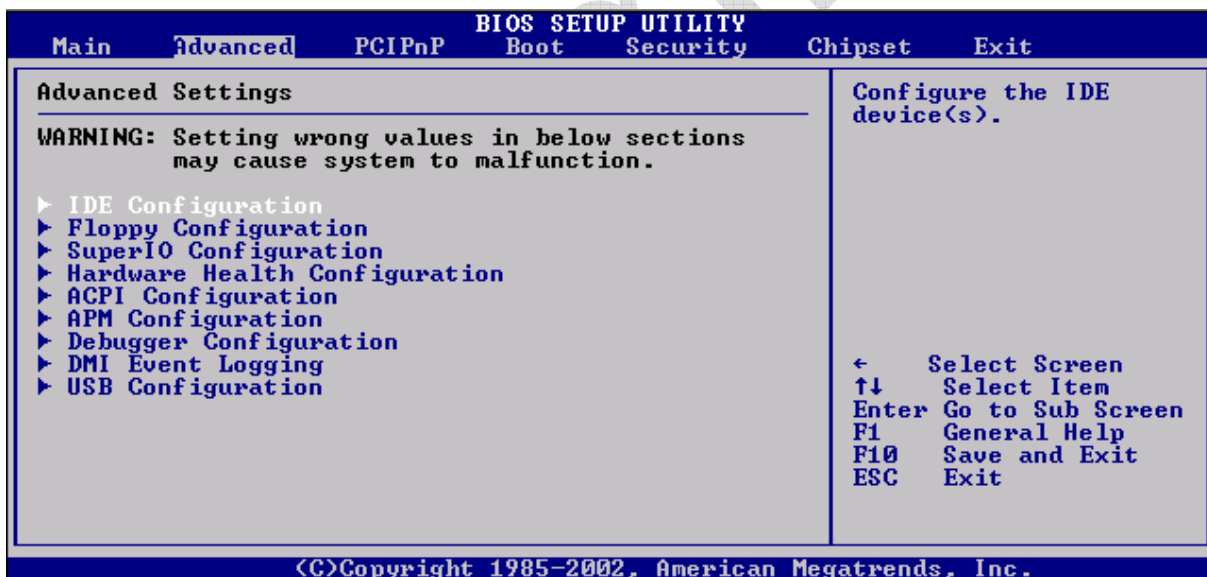 BIOS SETUP UTILITY
Main Advanced PCIPnP Boot Security Chipset Exit
Advanced Settings
WARNING: Setting wrong values in below sections
may cause system to malfunction.
► IDE Configuration
► Floppy Configuration
► SuperIO Configuration
► Hardware Health Configuration
► ACPI Configuration
► APM Configuration
► Debugger Configuration
► DMI Event Logging
► USB Configuration
Configure the IDE
device(s).
← Select Screen
↑↓ Select Item
Enter Go to Sub Screen
F1 General Help
F10 Save and Exit
ESC Exit
(C)Copyright 1985-2002, American Megatrends, Inc.